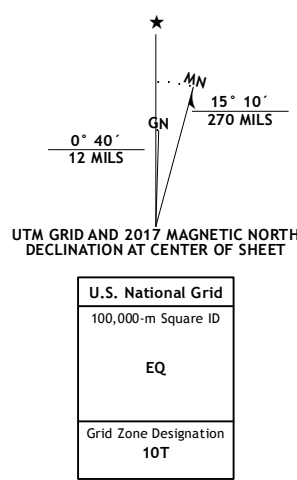 MN
GN
15° 10´
270 MILS
0° 40´
12 MILS
UTM GRID AND 2017 MAGNETIC NORTH
DECLINATION AT CENTER OF SHEET
U.S. National Grid
100,000-m Square ID
EQ
Grid Zone Designation
10T